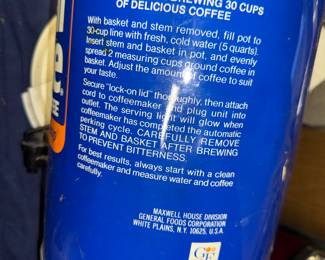 BREWING 30 CUPS
OF DELICIOUS COFFEE
With basket and stem removed, fill pot to
30-cup line with fresh, cold water (5 quarts).
Insert stem and basket in pot, and evenly
spread 2 measuring cups ground coffee in
basket. Adjust the amount of coffee to suit
your taste.
Secure "lock-on lid" thoroughly, then attach
cord to coffeemaker and plug unit into
outlet. The serving light will glow when
coffeemaker has completed the automatic
perking cycle. CAREFULLY REMOVE
STEM AND BASKET AFTER BREWING
TO PREVENT BITTERNESS.
For best results, always start with a clean
coffeemaker and measure water and coffee
carefully.
MAXWELL HOUSE DIVISION
GENERAL FOODS CORPORATION
WHITE PLAINS, N.Y. 10625, U.S.A.
GF